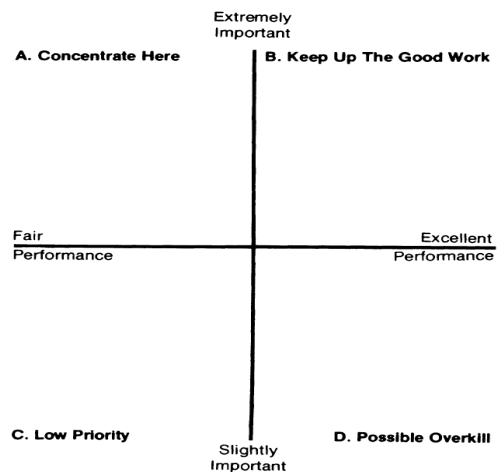 Extremely
Important
A. Concentrate Here
B. Keep Up The Good Work
Fair
Performance
Excellent
Performance
C. Low Priority
D. Possible Overkill
Slightly
Important